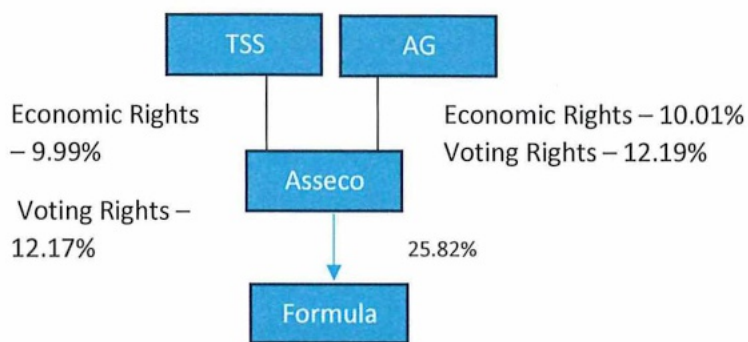 TSS
AG
Economic Rights
– 9.99%
Economic Rights – 10.01%
Voting Rights – 12.19%
Asseco
Voting Rights –
12.17%
25.82%
Formula